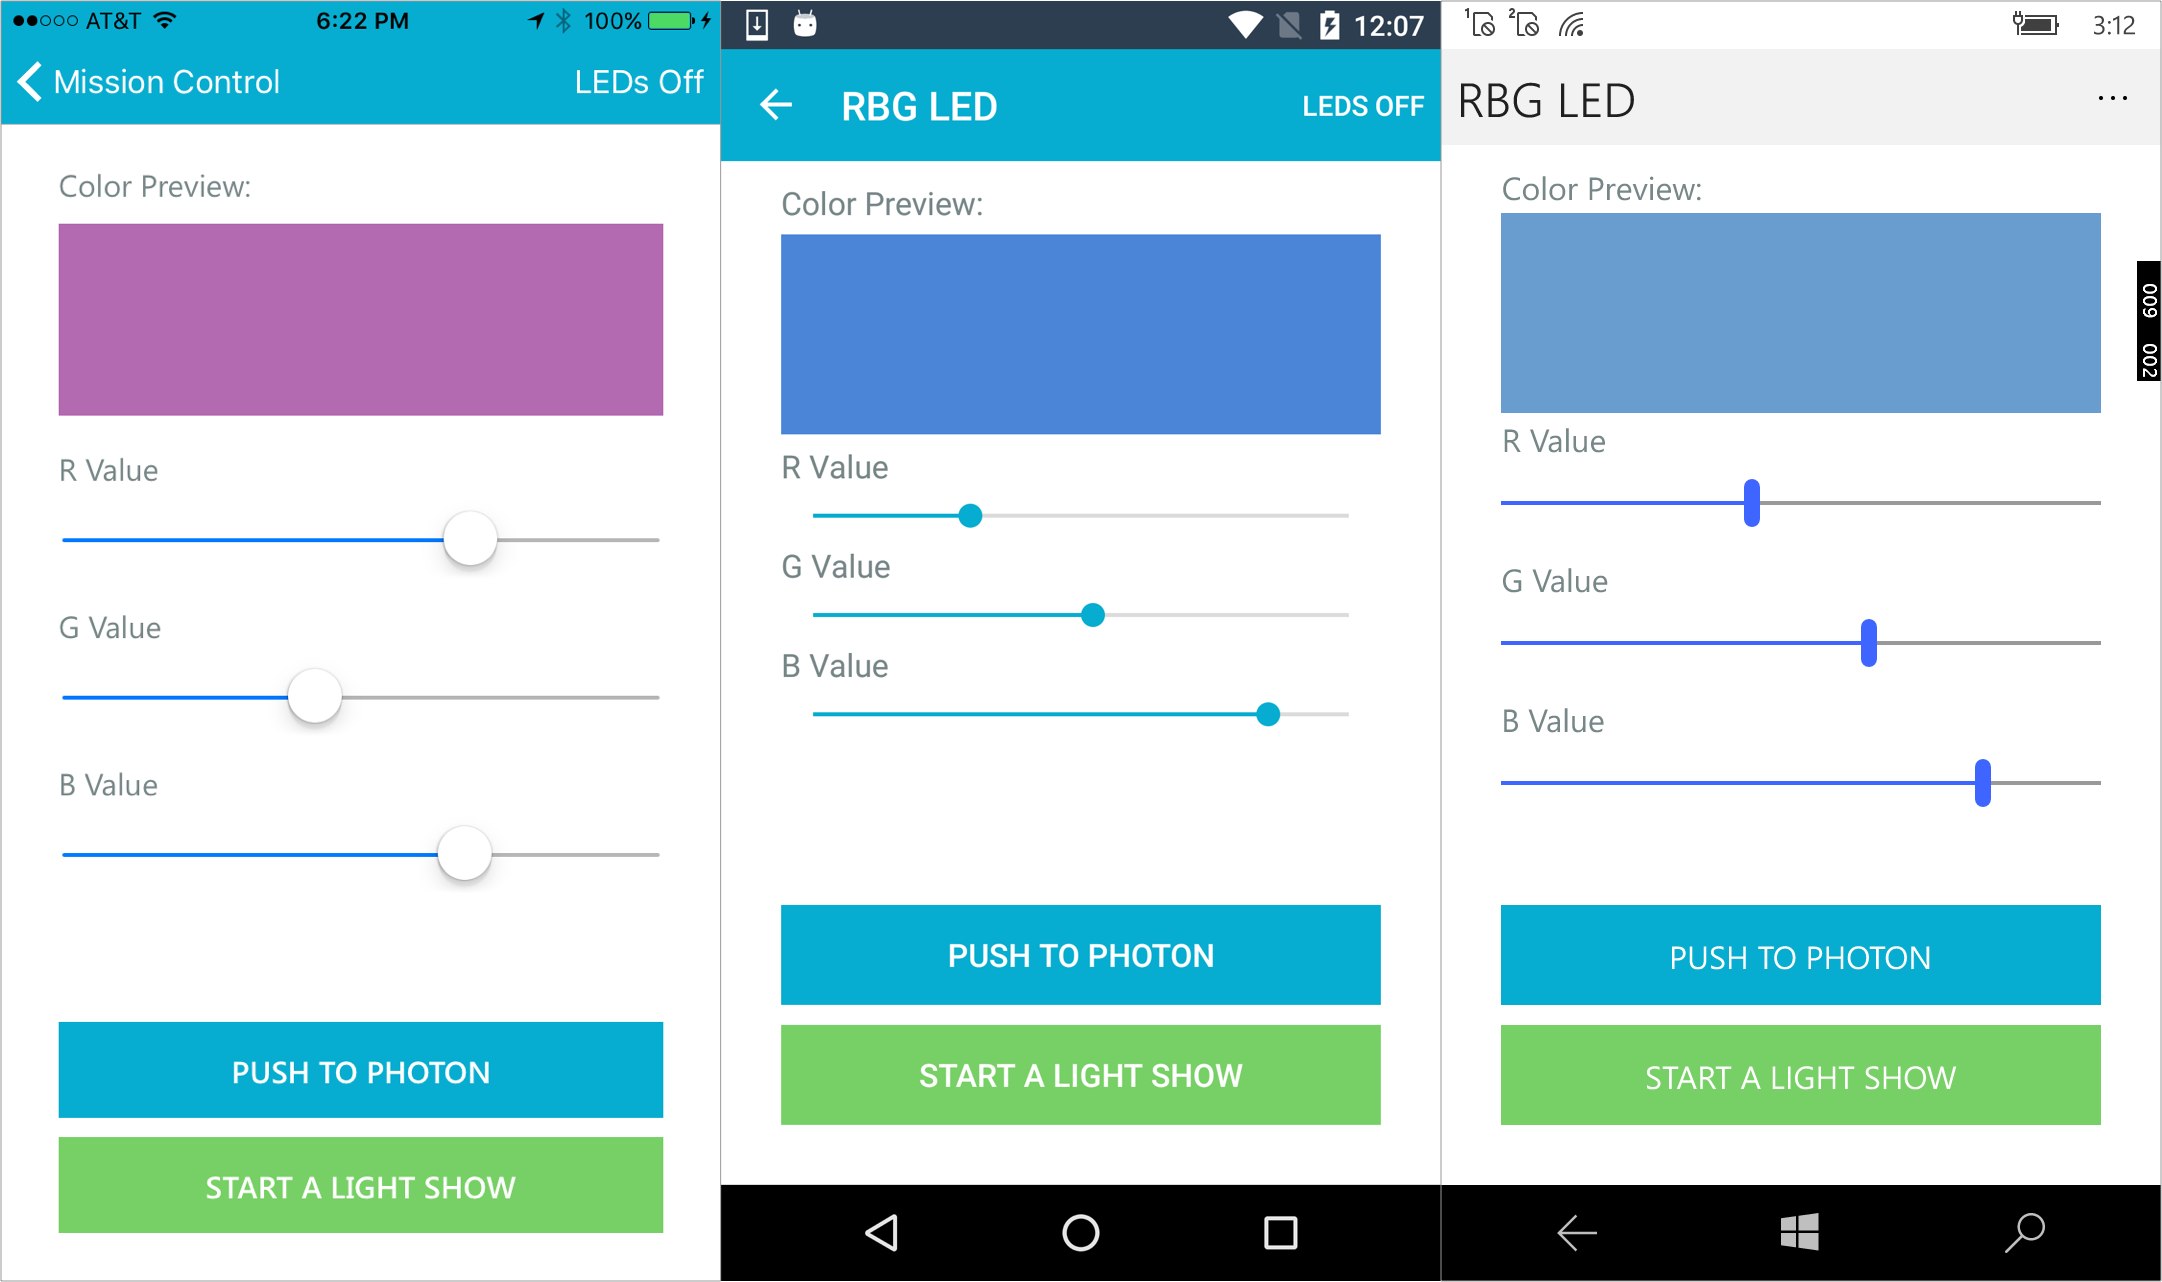 AT&T 6:22 PM 100%
Mission Control LEDs Off
Color Preview:
R Value
G Value
B Value
PUSH TO PHOTON
START A LIGHT SHOW
12:07
RBG LED LEDS OFF
Color Preview:
R Value
G Value
B Value
PUSH TO PHOTON
START A LIGHT SHOW
1 2 3:12
RBG LED ...
Color Preview:
009 002
R Value
G Value
B Value
PUSH TO PHOTON
START A LIGHT SHOW